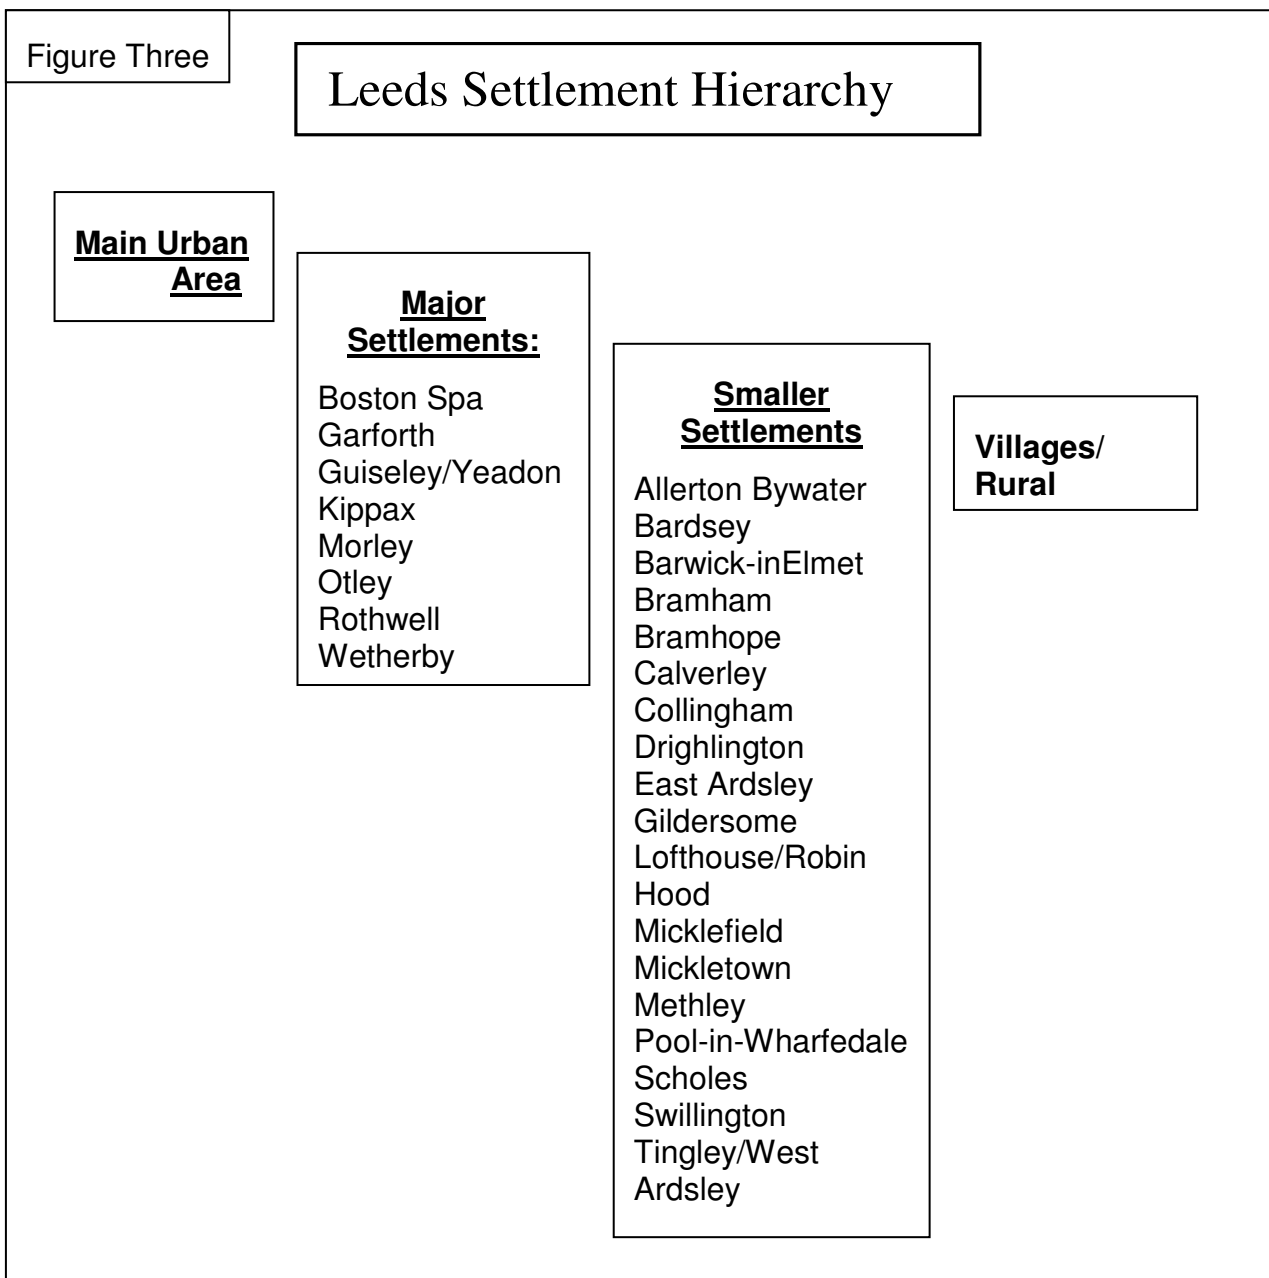 Figure Three
Leeds Settlement Hierarchy
Main Urban
Area
Major
Settlements:
Boston Spa
Garforth
Guiseley/Yeadon
Kippax
Morley
Otley
Rothwell
Wetherby
Smaller
Settlements
Allerton Bywater
Bardsey
Barwick-inElmet
Bramham
Bramhope
Calverley
Collingham
Drighlington
East Ardsley
Gildersome
Lofthouse/Robin
Hood
Micklefield
Mickletown
Methley
Pool-in-Wharfedale
Scholes
Swillington
Tingley/West
Ardsley
Villages/
Rural